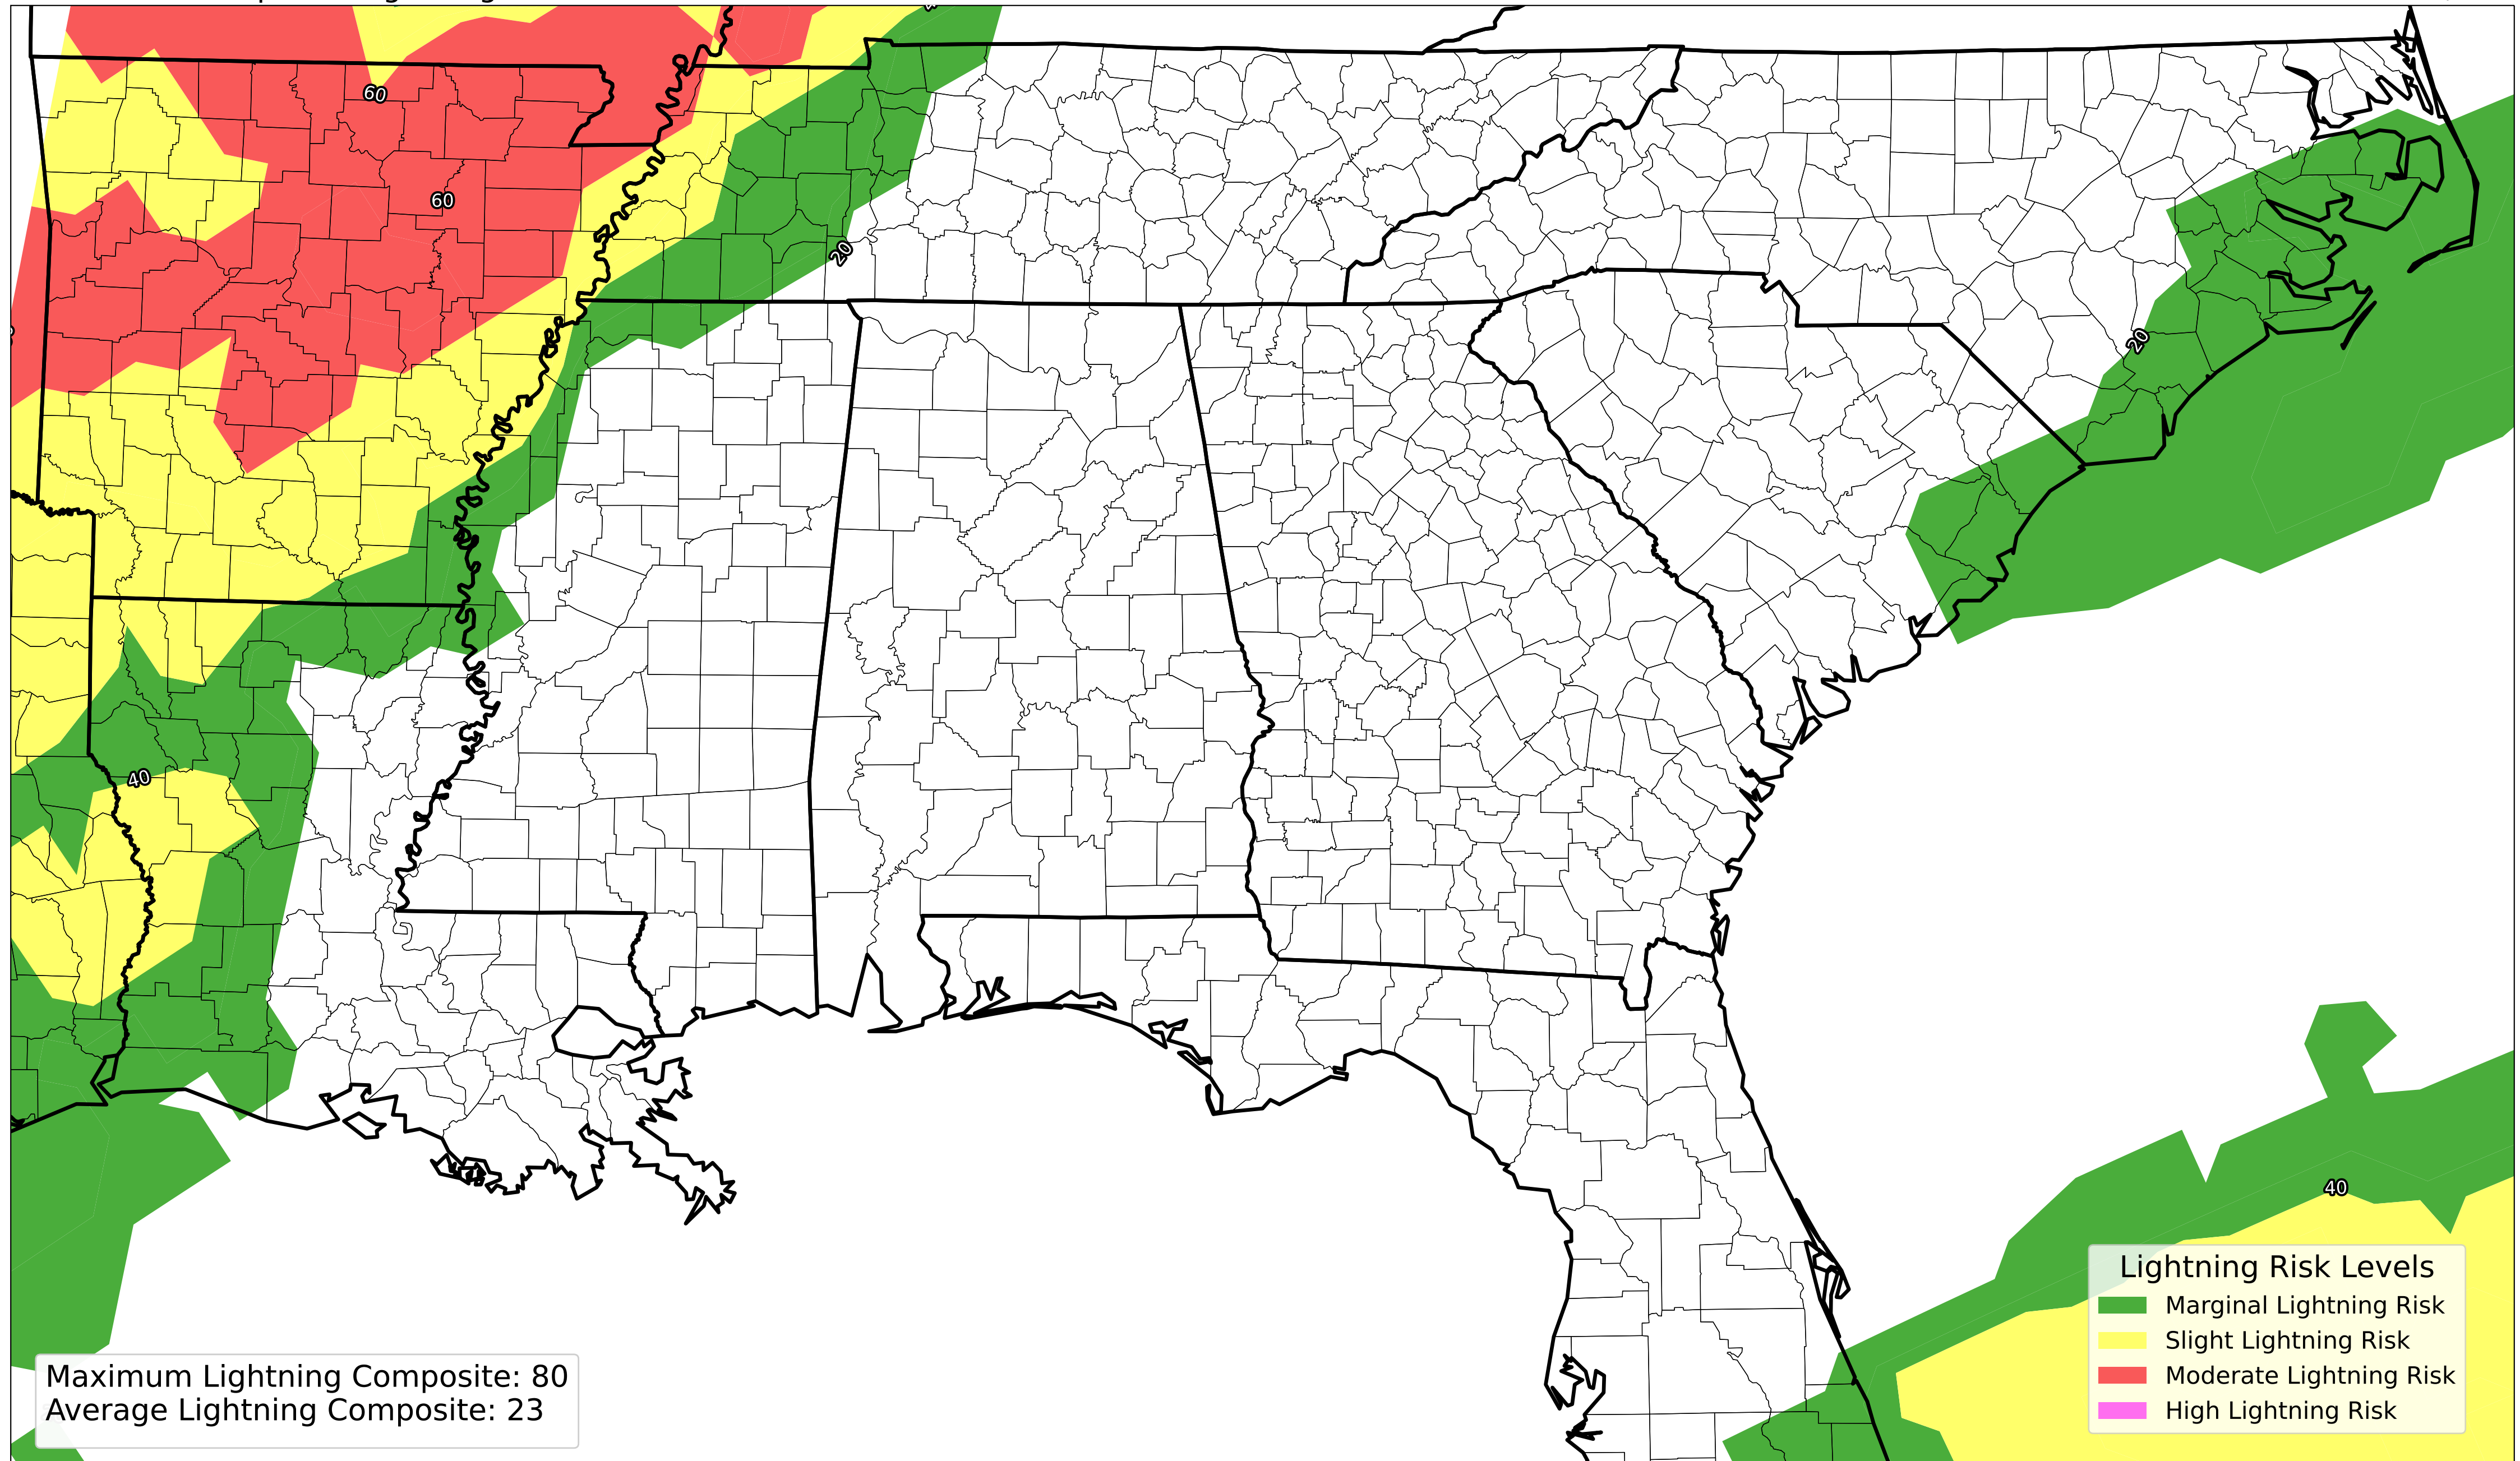 60
60
20
20
40
40
Lightning Risk Levels
Marginal Lightning Risk
Slight Lightning Risk
Moderate Lightning Risk
High Lightning Risk
Maximum Lightning Composite: 80
Average Lightning Composite: 23